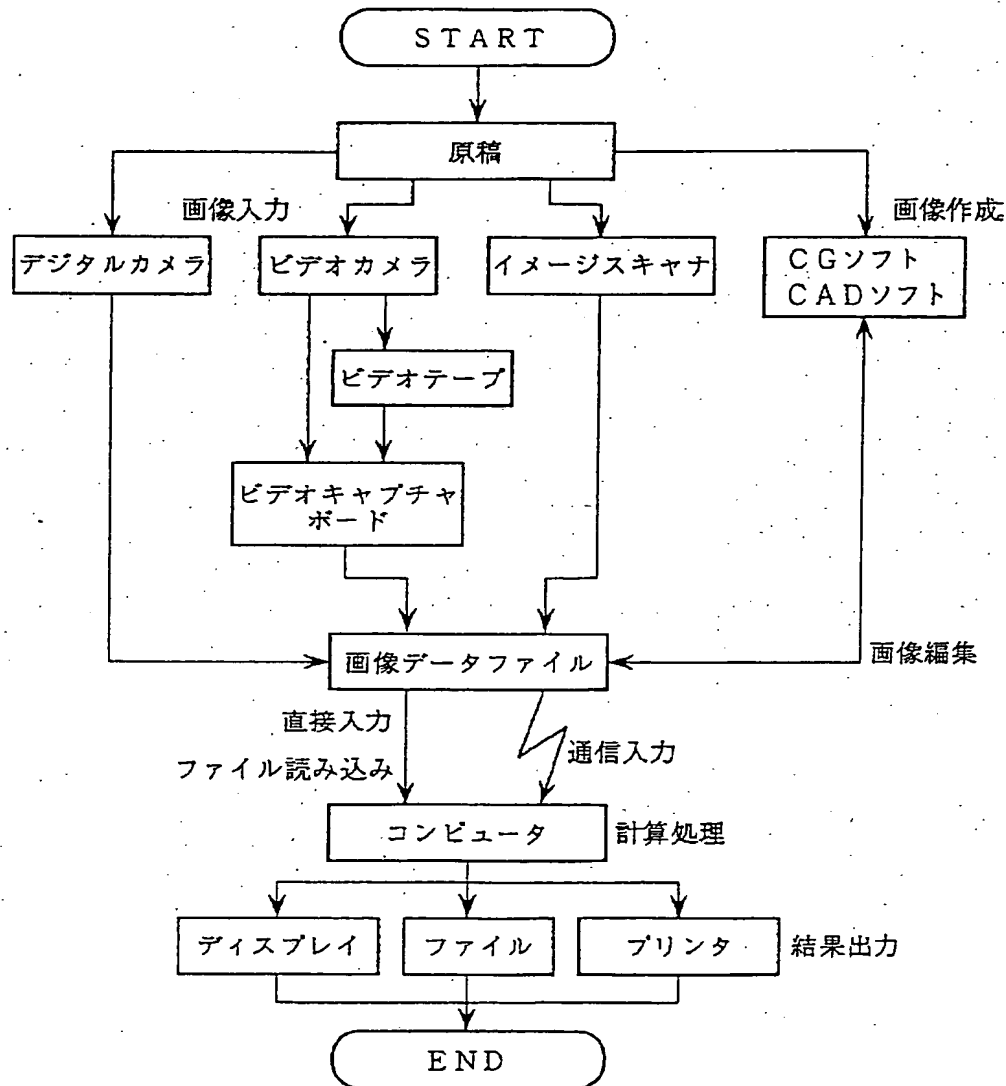 START
原稿
画像入力
画像作成
デジタルカメラ
ビデオカメラ
イメージスキャナ
CGソフト
CADソフト
ビデオテープ
ビデオキャプチャ
ボード
画像データファイル
画像編集
直接入力
通信入力
ファイル読み込み
コンピュータ
計算処理
ディスプレイ
ファイル
プリンタ
結果出力
END